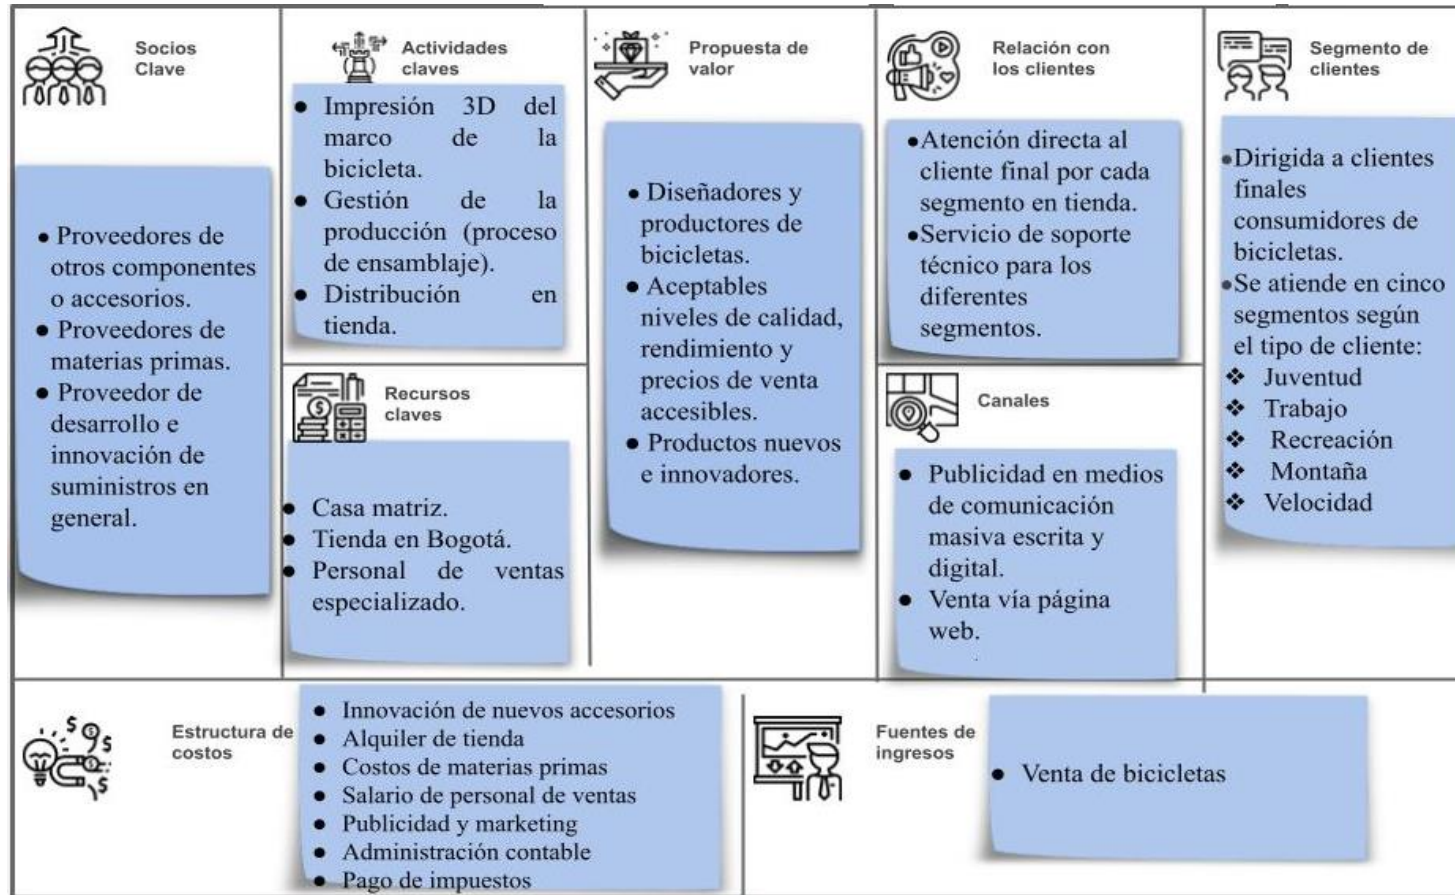 Socios
Clave
● Proveedores de
otros componentes
o accesorios.
● Proveedores de
materias primas.
● Proveedor de
desarrollo e
innovación de
suministros en
general.
Actividades
claves
● Impresión 3D del
marco de la
bicicleta.
● Gestión de la
producción (proceso
de ensamblaje).
● Distribución en
tienda.
Recursos
claves
● Casa matriz.
● Tienda en Bogotá.
● Personal de ventas
especializado.
Propuesta de
valor
● Diseñadores y
productores de
bicicletas.
● Aceptables
niveles de calidad,
rendimiento y
precios de venta
accesibles.
● Productos nuevos
e innovadores.
Relación con
los clientes
●Atención directa al
cliente final por cada
segmento en tienda.
●Servicio de soporte
técnico para los
diferentes
segmentos.
Canales
● Publicidad en medios
de comunicación
masiva escrita y
digital.
● Venta vía página
web.
Segmento de
clientes
●Dirigida a clientes
finales
consumidores de
bicicletas.
●Se atiende en cinco
segmentos según
el tipo de cliente:
❖ Juventud
❖ Trabajo
❖ Recreación
❖ Montaña
❖ Velocidad
Estructura de
costos
● Innovación de nuevos accesorios
● Alquiler de tienda
● Costos de materias primas
● Salario de personal de ventas
● Publicidad y marketing
● Administración contable
● Pago de impuestos
Fuentes de
ingresos
● Venta de bicicletas